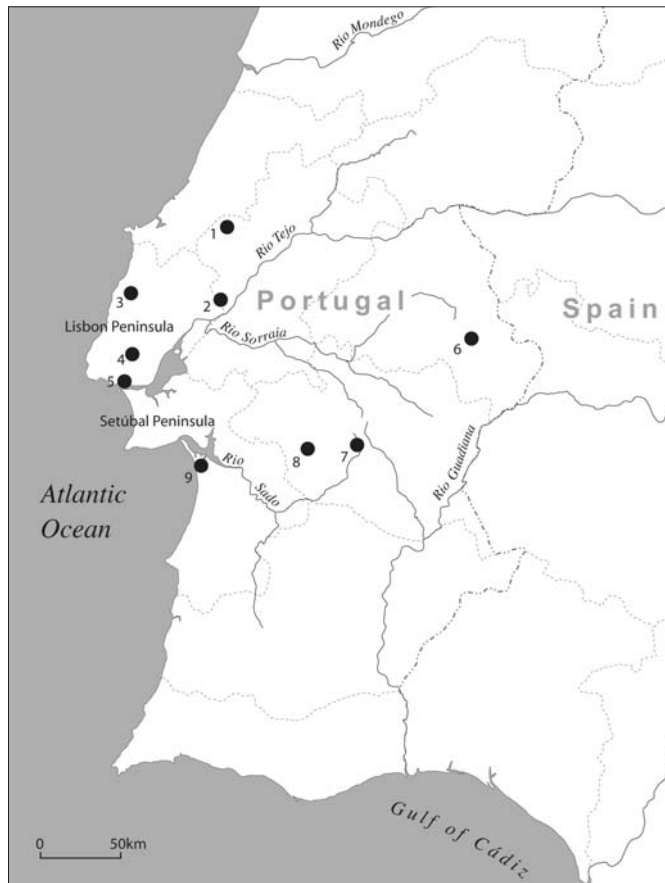 Rio Mondego
1
Rio Tejo
3
2
Portugal
Spain
Lisbon Peninsula
Rio Sorraia
4
6
5
Setúbal Peninsula
8
7
Rio Guadiana
9
Rio
Sado
Atlantic
Ocean
0
50km
Gulf of Cádiz